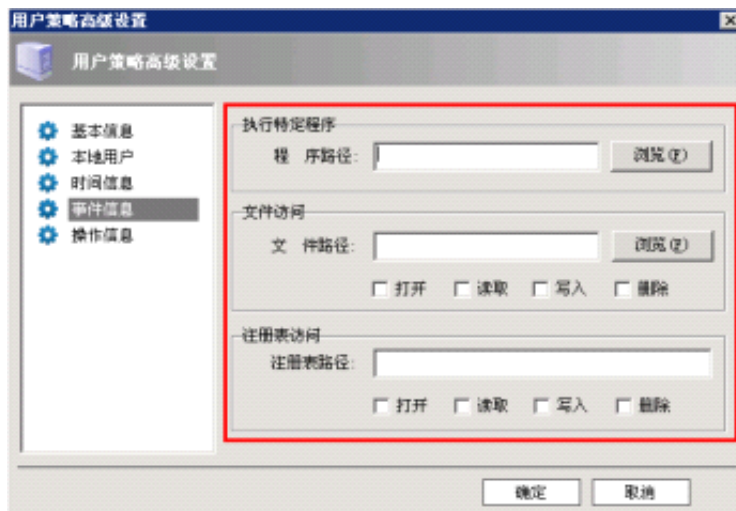 用户策略高级设置
用户策略高级设置
基本信息
本地用户
时间信息
事件信息
操作信息
执行特定程序
程 序路径: 浏览(F)
文件访问
文 件路径: 浏览(F)
打开 读取 写入 删除
注册表访问
注册表路径:
打开 读取 写入 删除
确定 取消